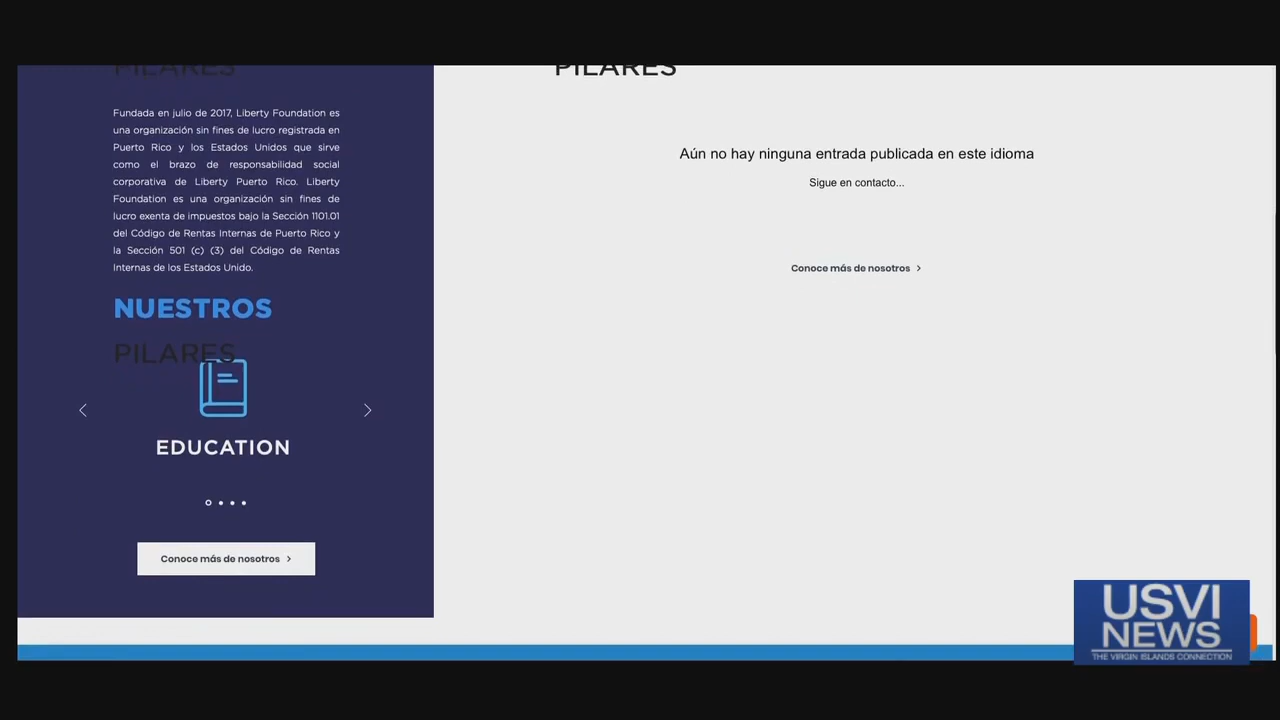 PILARES
Fundada en julio de 2017, Liberty Foundation es
una organización sin fines de lucro registrada en
Puerto Rico y los Estados Unidos que sirve
como el brazo de responsabilidad social
corporativa de Liberty Puerto Rico. Liberty
Foundation es una organización sin fines de
lucro exenta de impuestos bajo la Sección 1101.01
del Código de Rentas Internas de Puerto Rico y
la Sección 501 (c) (3) del Código de Rentas
Internas de los Estados Unido.
NUESTROS
PILARES
EDUCATION
Conoce más de nosotros
PILARES
Aún no hay ninguna entrada publicada en este idioma
Sigue en contacto...
Conoce más de nosotros
USVI
NEWS
THE VIRGIN ISLANDS CONNECTION